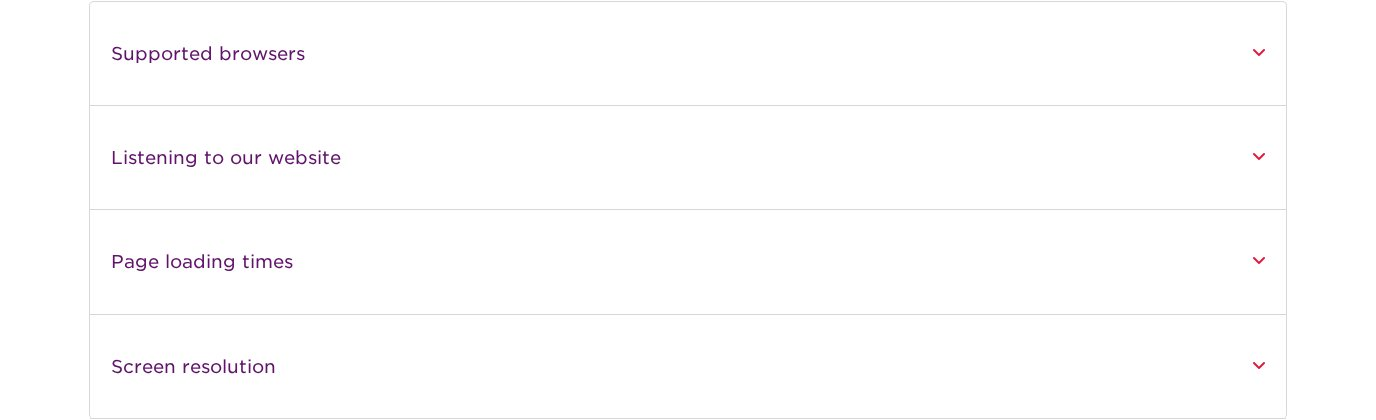 Supported browsers
Listening to our website
Page loading times
Screen resolution